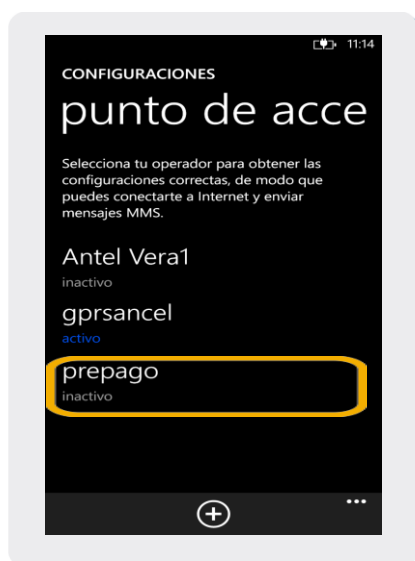 11:14
CONFIGURACIONES
punto de acce
Selecciona tu operador para obtener las
configuraciones correctas, de modo que
puedes conectarte a Internet y enviar
mensajes MMS.
Antel Vera1
inactivo
gprsancel
activo
prepago
inactivo